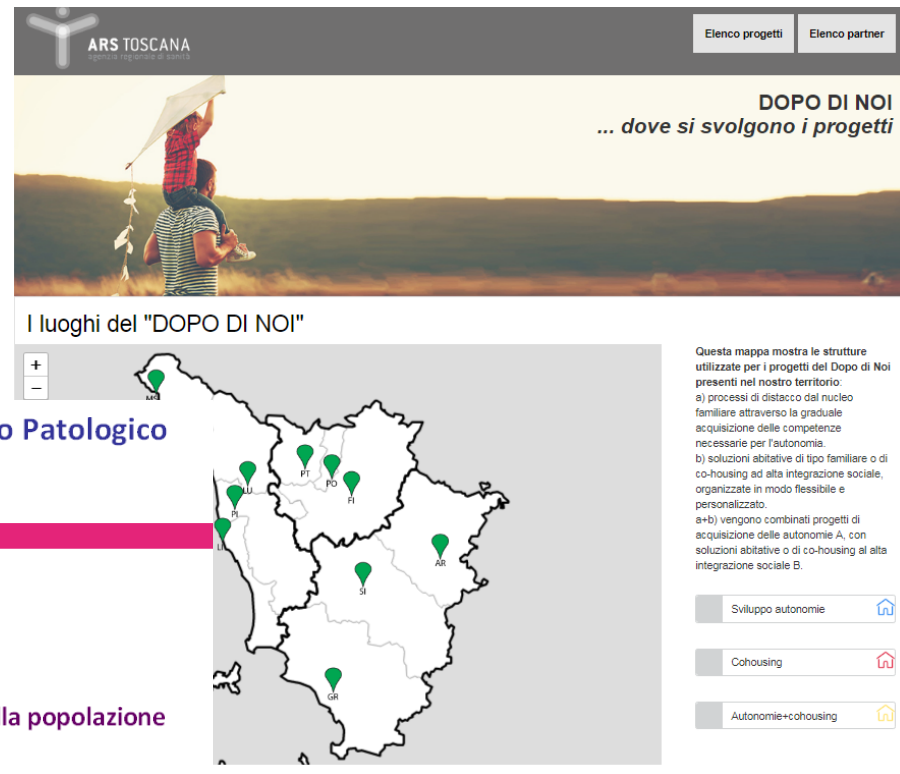 ARS TOSCANA
agenzia regionale di sanità
Elenco progetti
Elenco partner
DOPO DI NOI
... dove si svolgono i progetti
I luoghi del "DOPO DI NOI"
+
−
MS
o Patologico
LU
PT
PO
FI
PI
LI
AR
SI
GR
lla popolazione
Questa mappa mostra le strutture
utilizzate per i progetti del Dopo di Noi
presenti nel nostro territorio:
a) processi di distacco dal nucleo
familiare attraverso la graduale
acquisizione delle competenze
necessarie per l'autonomia.
b) soluzioni abitative di tipo familiare o di
co-housing ad alta integrazione sociale,
organizzate in modo flessibile e
personalizzato.
a+b) vengono combinati progetti di
acquisizione delle autonomie A, con
soluzioni abitative o di co-housing al alta
integrazione sociale B.
Sviluppo autonomie
Cohousing
Autonomie+cohousing